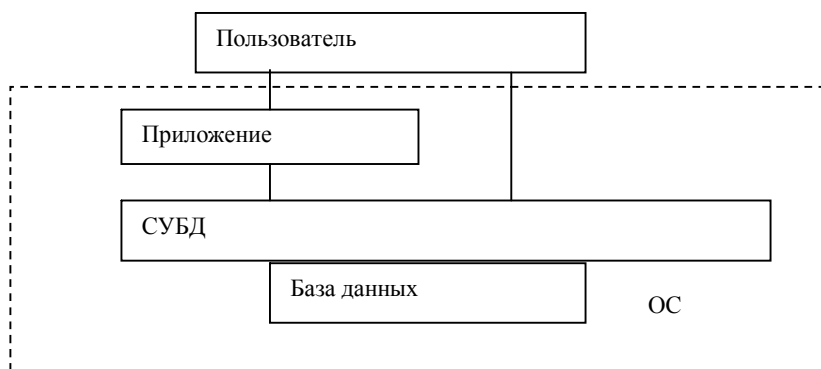 Пользователь
Приложение
СУБД
База данных
ОС